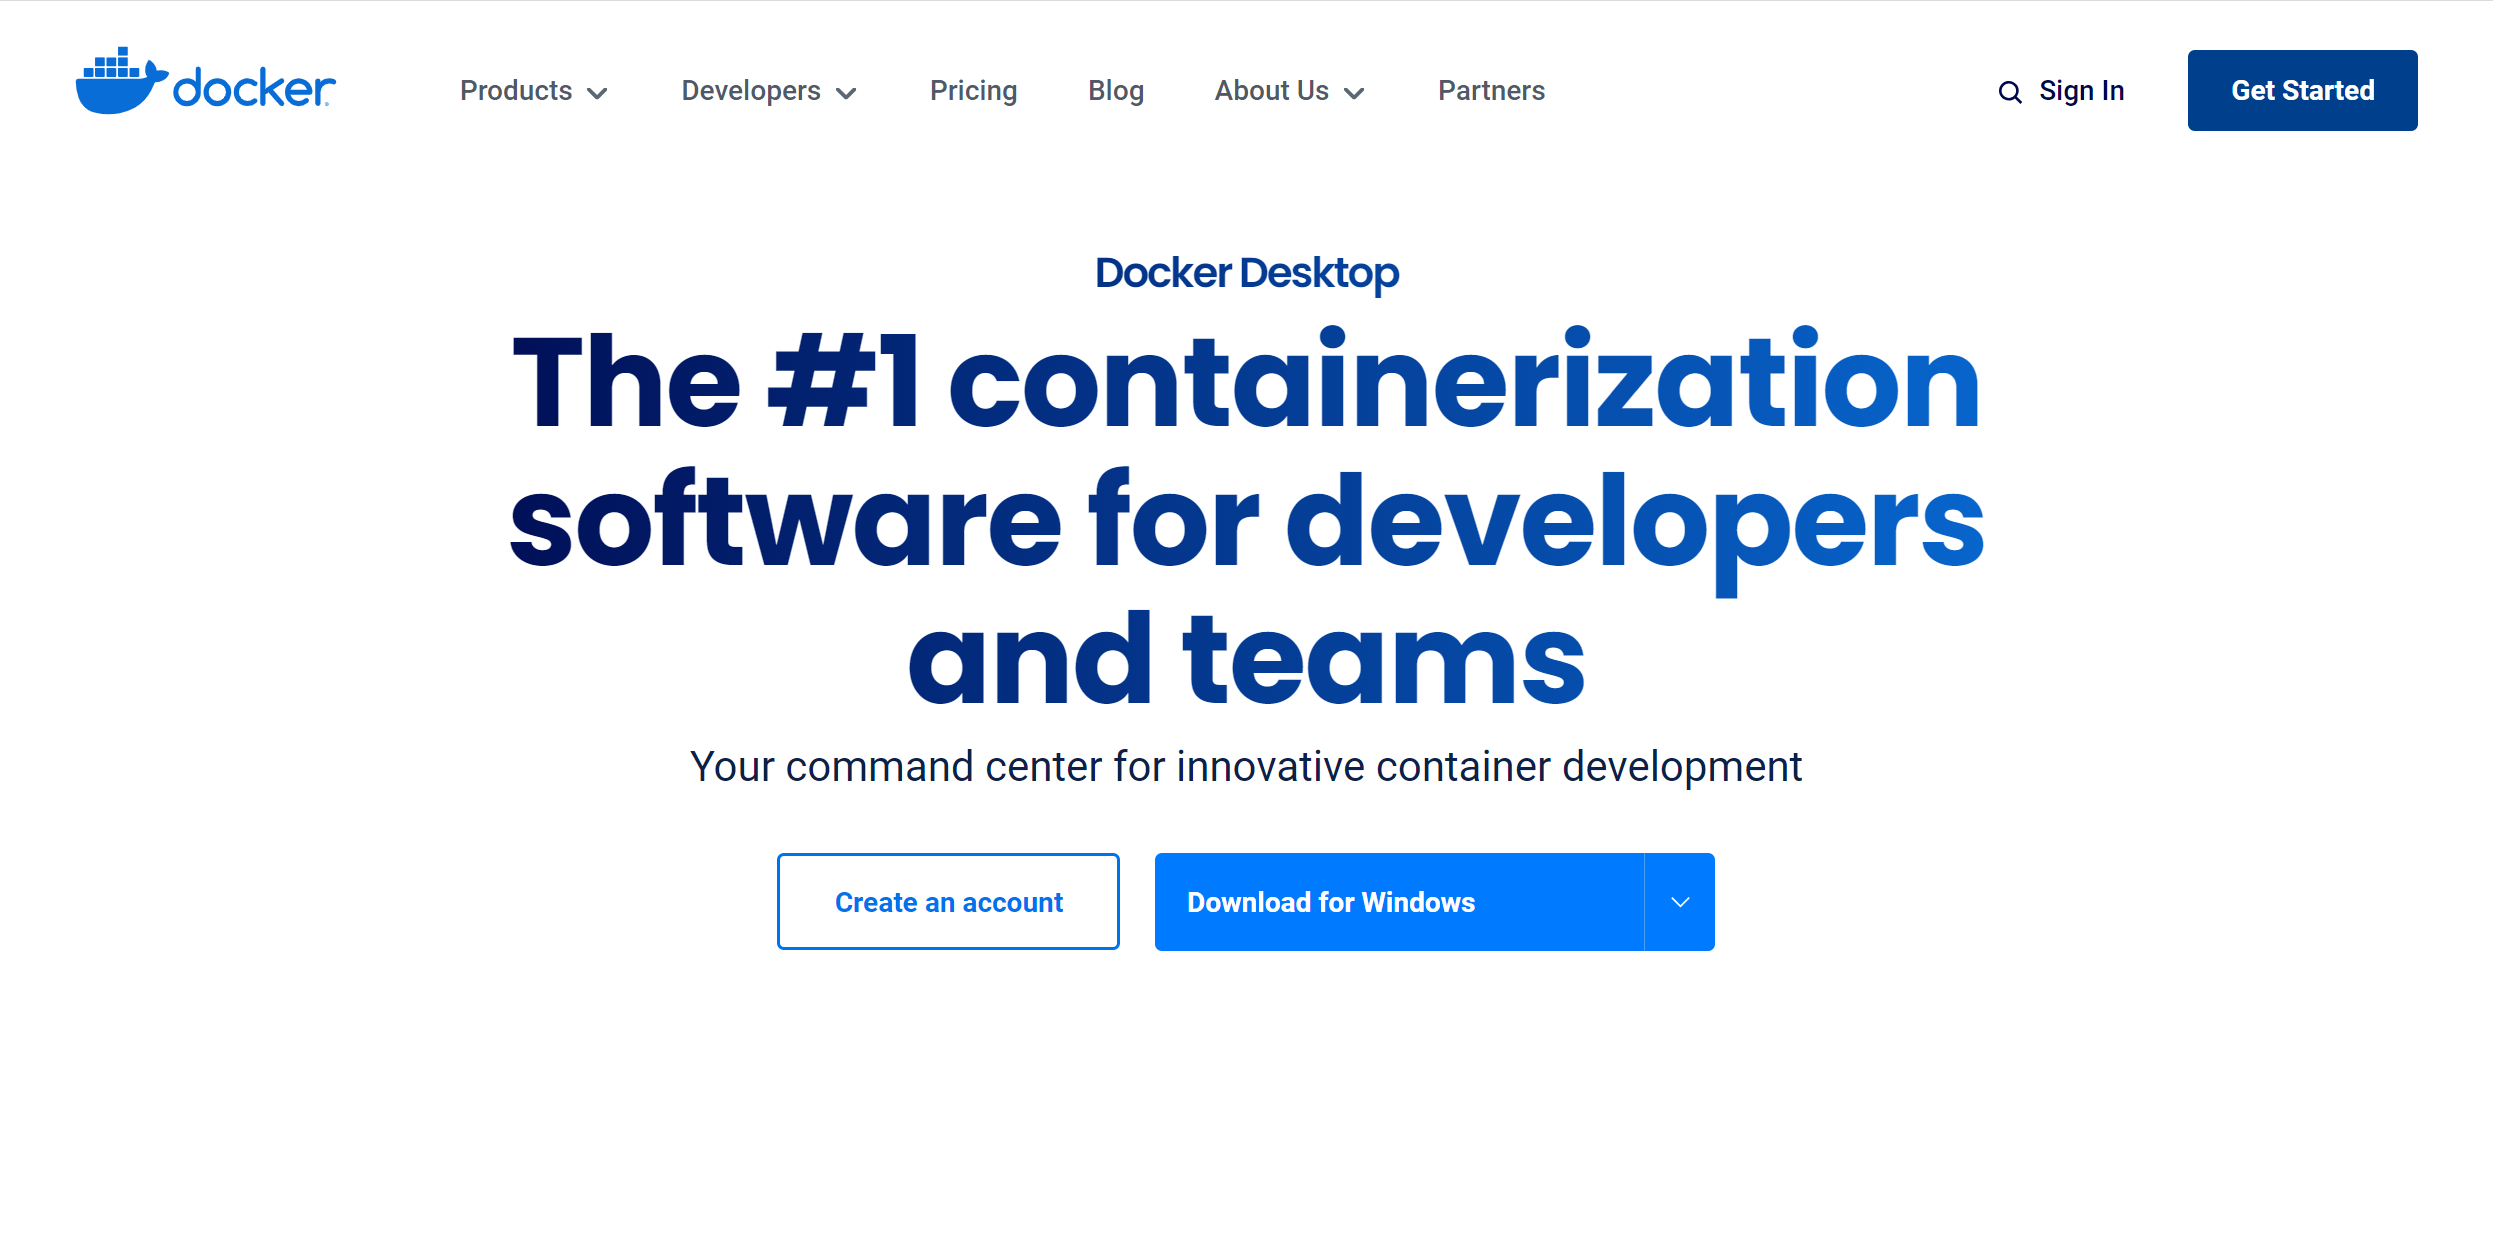 docker
Products
Developers
Pricing
Blog
About Us
Partners
Sign In
Get Started
Docker Desktop
The #1 containerization
software for developers
and teams
Your command center for innovative container development
Create an account
Download for Windows